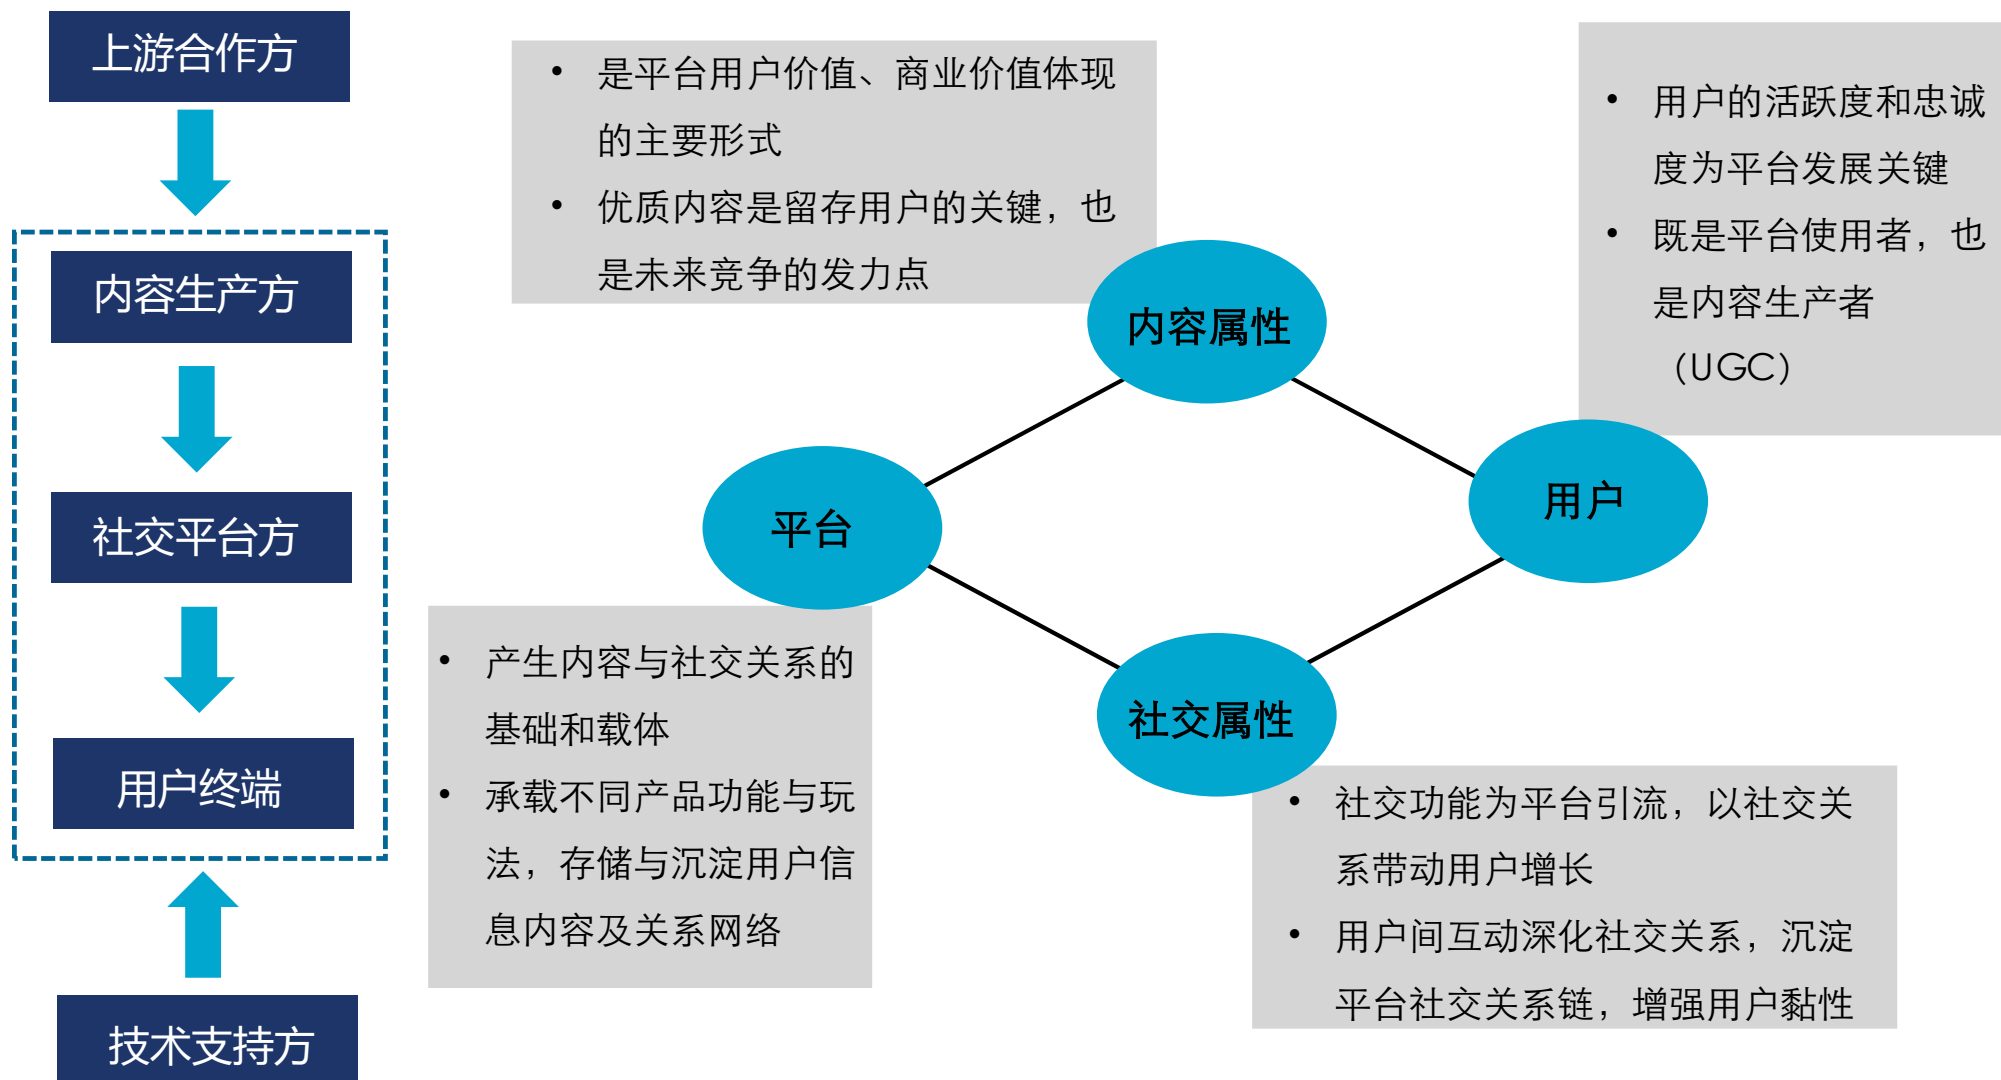 上游合作方
内容生产方
社交平台方
用户终端
技术支持方
• 是平台用户价值、商业价值体现
的主要形式
• 优质内容是留存用户的关键，也
是未来竞争的发力点
内容属性
• 用户的活跃度和忠诚
度为平台发展关键
• 既是平台使用者，也
是内容生产者
（UGC）
用户
平台
• 产生内容与社交关系的
基础和载体
• 承载不同产品功能与玩
法，存储与沉淀用户信
息内容及关系网络
社交属性
• 社交功能为平台引流，以社交关
系带动用户增长
• 用户间互动深化社交关系，沉淀
平台社交关系链，增强用户黏性